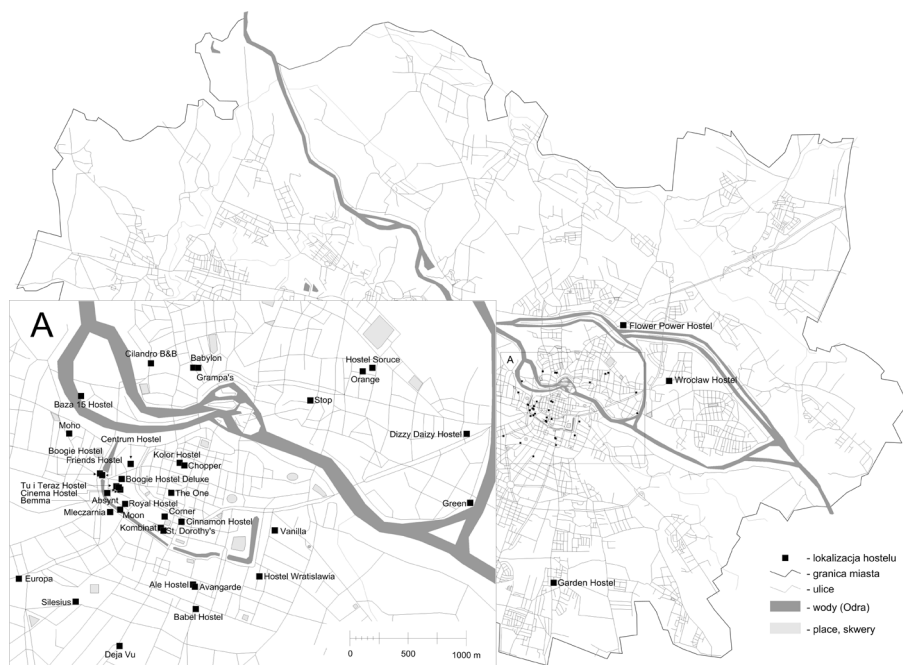 A
Cilandro B&B
Babylon
Grampa's
Hostel Soruce
Orange
Stop
Baza 15 Hostel
Moho
Centrum Hostel
Boogie Hostel
Friends Hostel
Kolor Hostel
Chopper
Dizzy Daizy Hostel
Boogie Hostel Deluxe
Tu i Teraz Hostel
Cinema Hostel
Bemma
Absynt
The One
Royal Hostel
Mleczarnia
Moon
Corner
Green
Cinnamon Hostel
Kombinat
St. Dorothy's
Vanilla
Europa
Ale Hostel
Avangarde
Hostel Wratislawia
Silesius
Babel Hostel
Deja Vu
0 500 1000 m
Flower Power Hostel
A
Wrocław Hostel
Garden Hostel
- lokalizacja hostelu
- granica miasta
- ulice
- wody (Odra)
- place, skwery